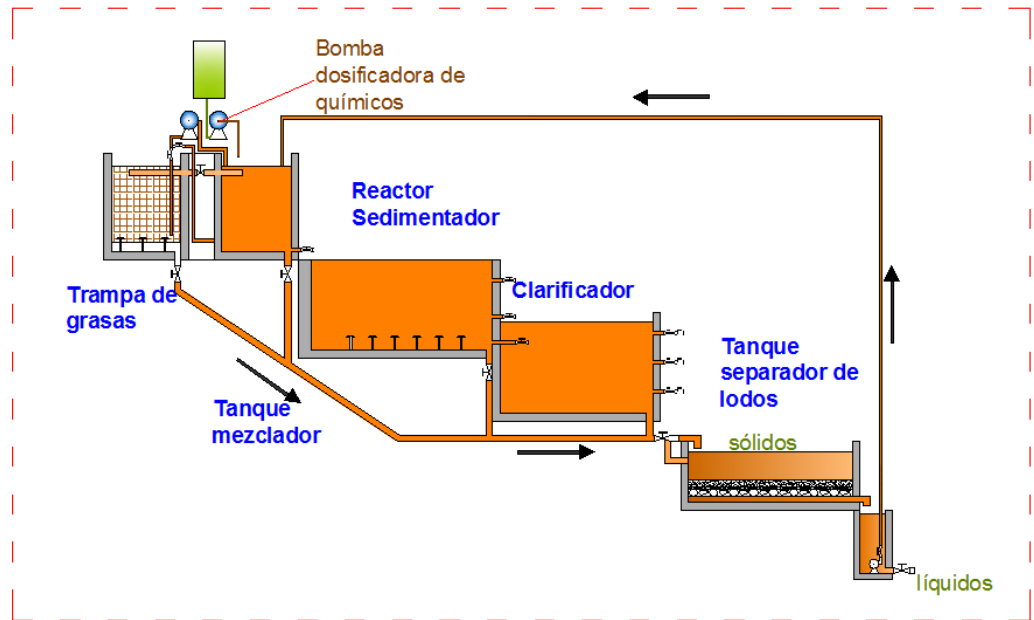 Bomba
dosificadora de
químicos
Reactor
Sedimentador
Trampa de
grasas
Clarificador
Tanque
separador de
lodos
Tanque
mezclador
sólidos
líquidos